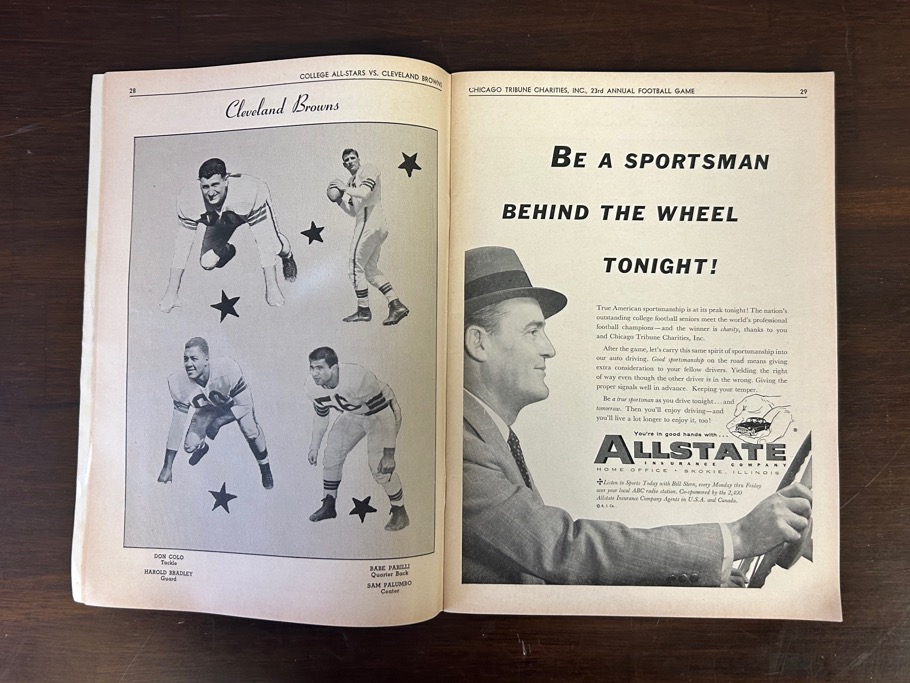 28
COLLEGE ALL-STARS VS. CLEVELAND BROWNS
Cleveland Browns
50
56
DON COLO
Tackle
HAROLD BRADLEY
Guard
BABE PARILLI
Quarter Back
SAM PALUMBO
Center
CHICAGO TRIBUNE CHARITIES, INC., 23rd ANNUAL FOOTBALL GAME
29
BE A SPORTSMAN
BEHIND THE WHEEL
TONIGHT!
True American sportsmanship is at its peak tonight! The nation's
outstanding college football seniors meet the world's professional
football champions—and the winner is charity, thanks to you
and Chicago Tribune Charities, Inc.
After the game, let's carry this same spirit of sportsmanship into
our auto driving. Good sportsmanship on the road means giving
extra consideration to your fellow drivers. Yielding the right
of way even though the other driver is in the wrong. Giving the
proper signals well in advance. Keeping your temper.
Be a true sportsman as you drive tonight...and
tomorrow. Then you'll enjoy driving—and
you'll live a lot longer to enjoy it, too!
You're in good hands with...
ALLSTATE
INSURANCE COMPANY
HOME OFFICE • SKOKIE, ILLINOIS
Listen to Sports Today with Bill Stern, every Monday thru Friday
over your local ABC radio station. Co-sponsored by the 2,400
Allstate Insurance Company Agents in U.S.A. and Canada.